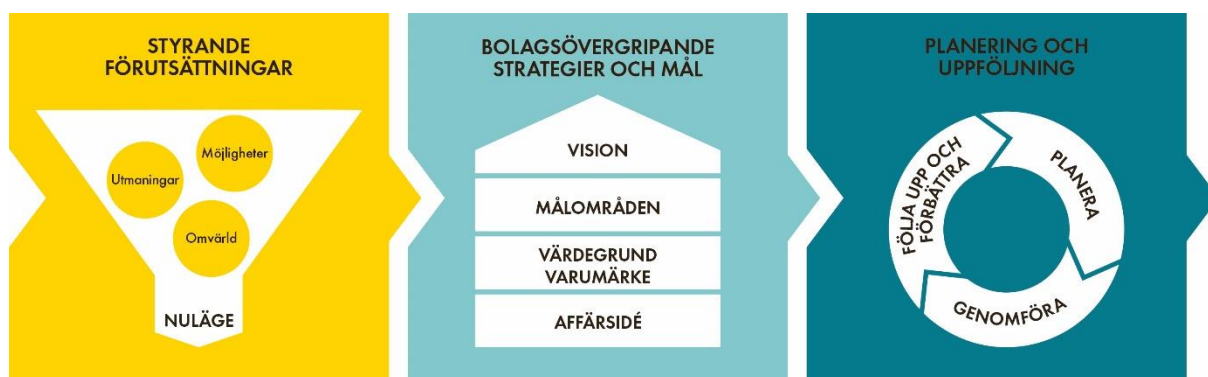 STYRANDE
FÖRUTSÄTTNINGAR
Möjligheter
Utmaningar
Omvärld
NULÄGE
BOLAGSÖVERGRIPANDE
STRATEGIER OCH MÅL
VISION
MÅLOMRÅDEN
VÄRDEGRUND
VARUMÄRKE
AFFÄRSIDÉ
PLANERING OCH
UPPFÖLJNING
FÖLJA UPP OCH
FÖRBÄTTRA
PLANERA
GENOMFÖRA